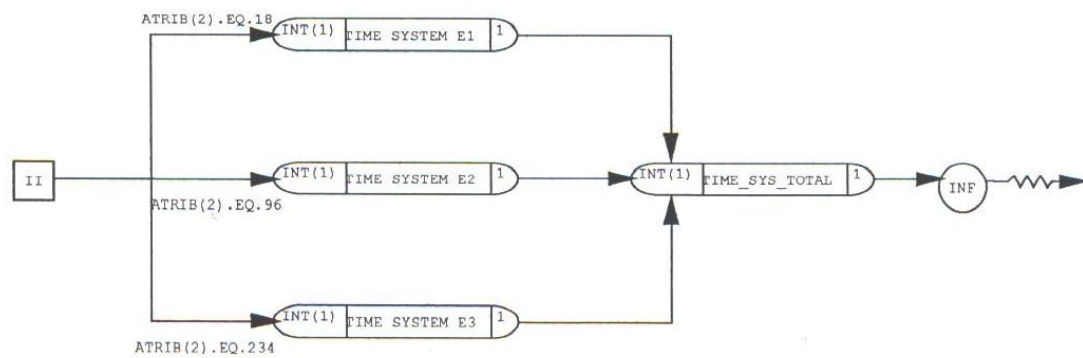 ATRIB(2).EQ.18
INT(1) TIME SYSTEM E1 1
II
INT(1) TIME SYSTEM E2 1
INT(1) TIME_SYS_TOTAL 1
INF
ATRIB(2).EQ.96
INT(1) TIME SYSTEM E3 1
ATRIB(2).EQ.234